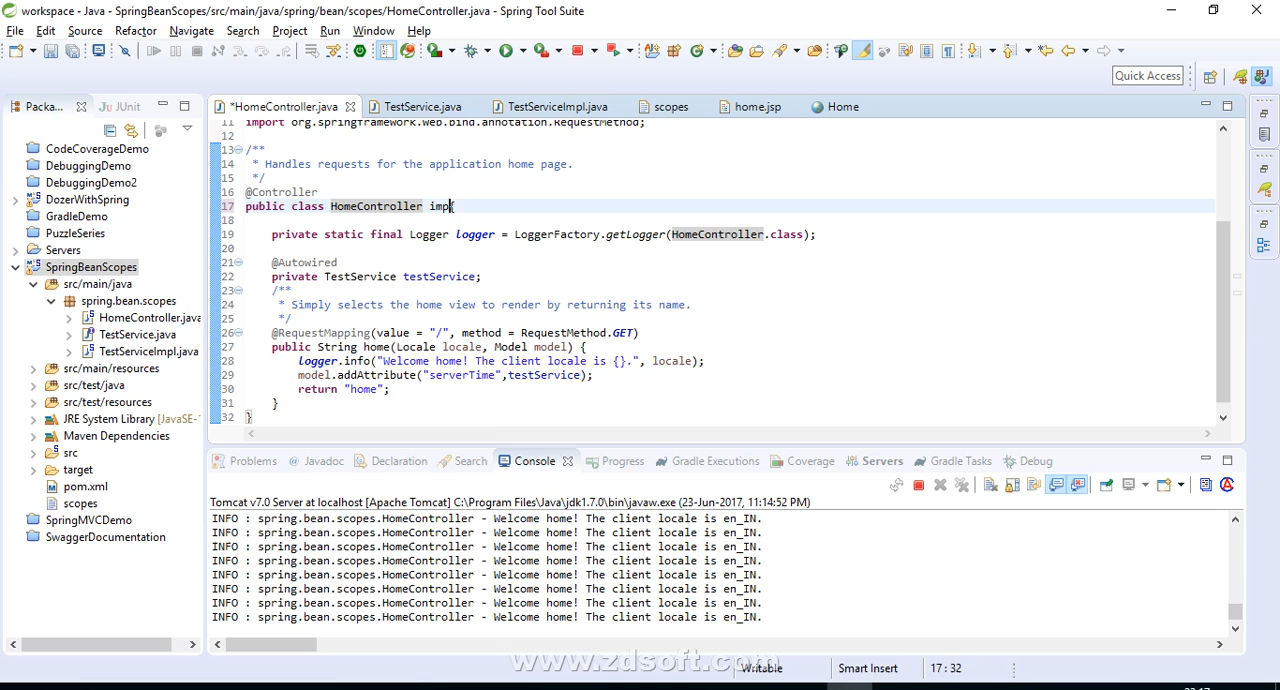 workspace - Java - SpringBeanScopes/src/main/java/spring/bean/scopes/HomeController.java - Spring Tool Suite
File Edit Source Refactor Navigate Search Project Run Window Help
Quick Access
Packa... JUnit
*HomeController.java TestService.java TestServiceImpl.java scopes home.jsp Home
CodeCoverageDemo
DebuggingDemo
DebuggingDemo2
DozerWithSpring
GradleDemo
PuzzleSeries
Servers
SpringBeanScopes
src/main/java
spring.bean.scopes
HomeController.java
TestService.java
TestServiceImpl.java
src/main/resources
src/test/java
src/test/resources
JRE System Library [JavaSE-
Maven Dependencies
src
target
pom.xml
scopes
SpringMVCDemo
SwaggerDocumentation
11 import org.springframework.web.bind.annotation.RequestMethod;
12
13 /**
14 * Handles requests for the application home page.
15 */
16 @Controller
17 public class HomeController imp{
18
19 private static final Logger logger = LoggerFactory.getLogger(HomeController.class);
20
21 @Autowired
22 private TestService testService;
23 /**
24 * Simply selects the home view to render by returning its name.
25 */
26 @RequestMapping(value = "/", method = RequestMethod.GET)
27 public String home(Locale locale, Model model) {
28 logger.info("Welcome home! The client locale is {}.", locale);
29 model.addAttribute("serverTime",testService);
30 return "home";
31 }
32 }
Problems Javadoc Declaration Search Console Progress Gradle Executions Coverage Servers Gradle Tasks Debug
Tomcat v7.0 Server at localhost [Apache Tomcat] C:\Program Files\Java\jdk1.7.0\bin\javaw.exe (23-Jun-2017, 11:14:52 PM)
INFO : spring.bean.scopes.HomeController - Welcome home! The client locale is en_IN.
INFO : spring.bean.scopes.HomeController - Welcome home! The client locale is en_IN.
INFO : spring.bean.scopes.HomeController - Welcome home! The client locale is en_IN.
INFO : spring.bean.scopes.HomeController - Welcome home! The client locale is en_IN.
INFO : spring.bean.scopes.HomeController - Welcome home! The client locale is en_IN.
INFO : spring.bean.scopes.HomeController - Welcome home! The client locale is en_IN.
INFO : spring.bean.scopes.HomeController - Welcome home! The client locale is en_IN.
INFO : spring.bean.scopes.HomeController - Welcome home! The client locale is en_IN.
www.zdsoft.com
Writable Smart Insert 17 : 32